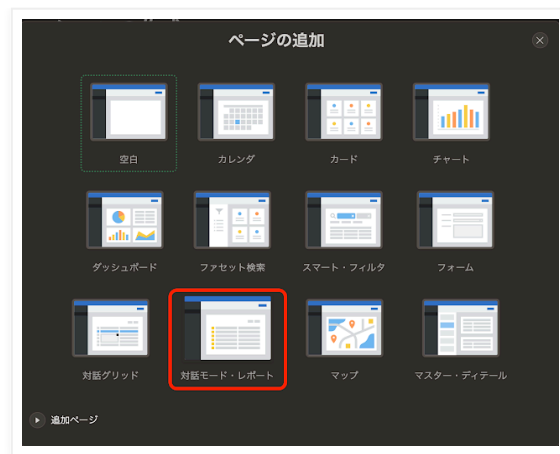 ページの追加
空白
カレンダ
カード
チャート
ダッシュボード
ファセット検索
スマート・フィルタ
フォーム
対話グリッド
対話モード・レポート
マップ
マスター・ディテール
追加ページ